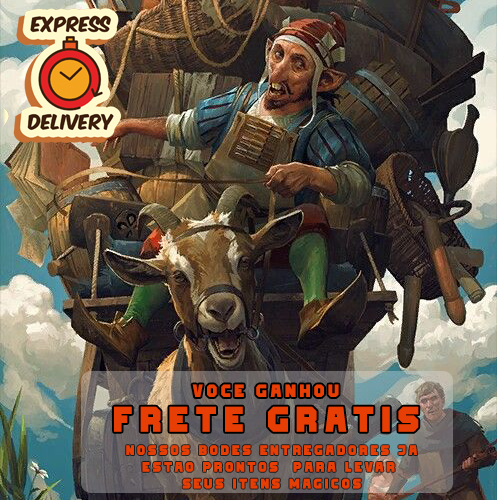 EXPRESS
DELIVERY
VOCE GANHOU
FRETE GRATIS
NOSSOS BODES ENTREGADORES JA
ESTAO PRONTOS PARA LEVAR
SEUS ITENS MAGICOS